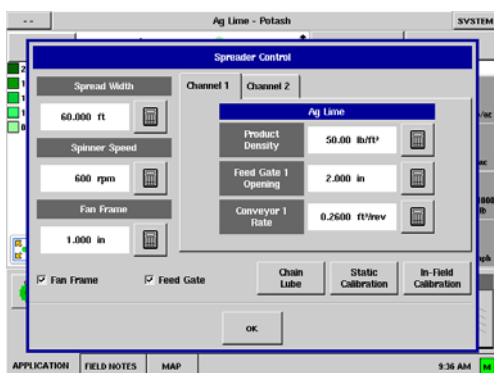 --
Ag Lime - Potash
SYSTEM
Spreader Control
Spread Width
60.000 ft
Spinner Speed
600 rpm
Fan Frame
1.000 in
Channel 1
Channel 2
Ag Lime
Product Density
50.00 lb/ft³
Feed Gate 1 Opening
2.000 in
Conveyor 1 Rate
0.2600 ft³/rev
Fan Frame
Feed Gate
Chain Lube
Static Calibration
In-Field Calibration
OK
APPLICATION
FIELD NOTES
MAP
9:36 AM
M